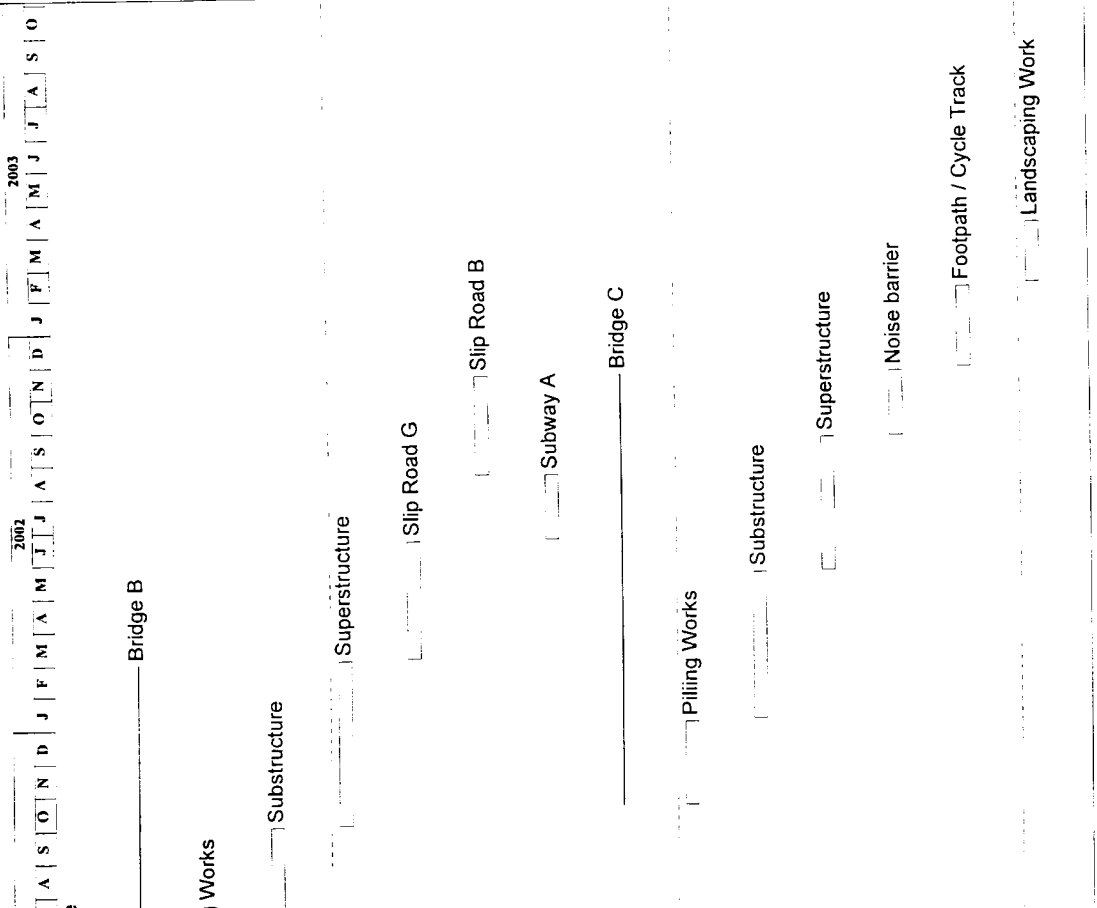 2002
2003
A S O N D J F M A M J J A S O N D J F M A M J J A S O
Bridge B
Works
Substructure
Superstructure
Slip Road G
Slip Road B
Subway A
Bridge C
Piliing Works
Substructure
Superstructure
Noise barrier
Footpath / Cycle Track
Landscaping Work